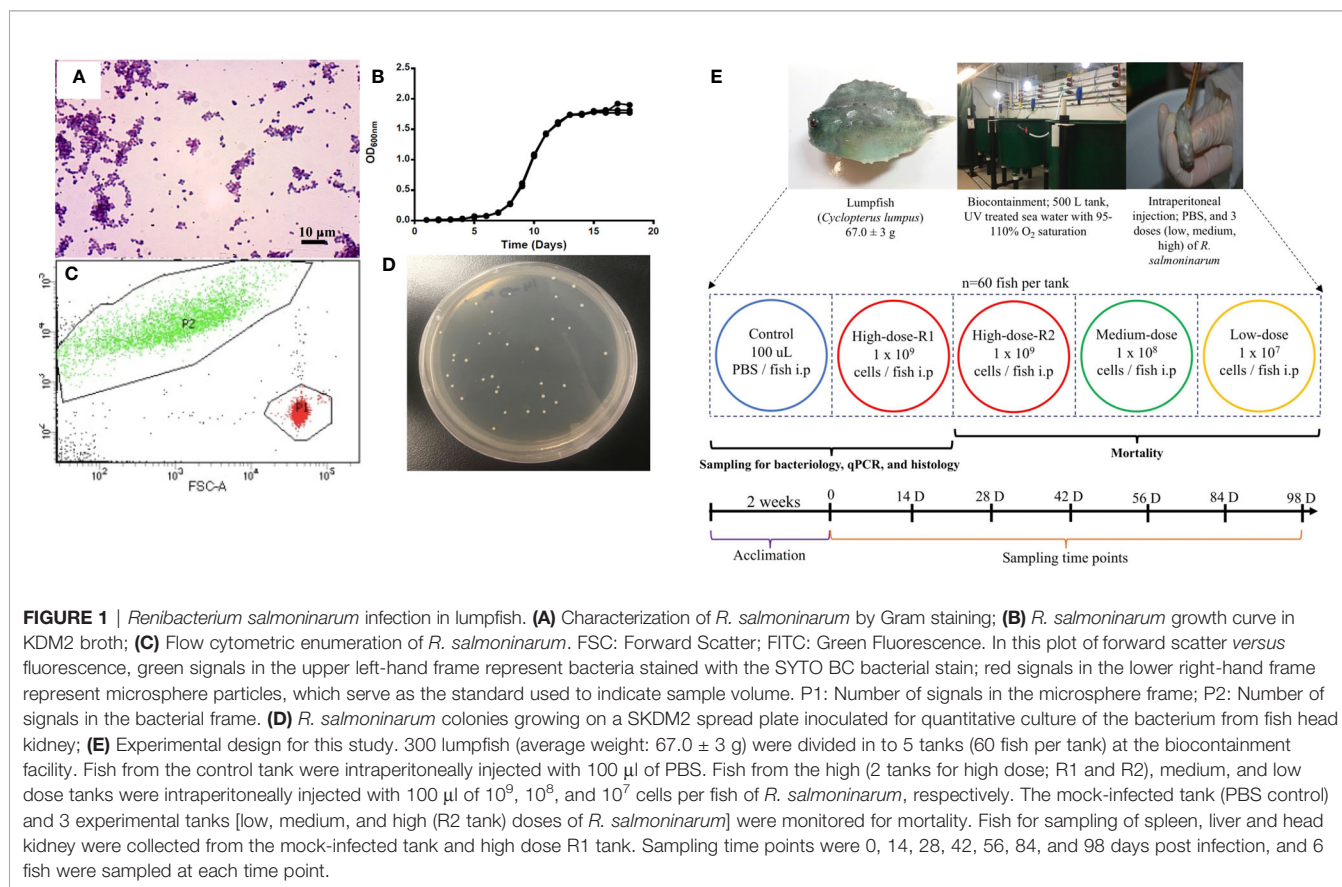 A
10 µm
B
2.5
2.0
1.5
1.0
0.5
0.0
OD600nm
0
5
10
15
20
Time (Days)
C
P2
P1
10²
10³
10⁴
10⁵
FSC-A
10⁴
10³
10²
D
E
Lumpfish
(Cyclopterus lumpus)
67.0 ± 3 g
Biocontainment; 500 L tank,
UV treated sea water with 95-
110% O₂ saturation
Intraperitoneal
injection; PBS, and 3
doses (low, medium,
high) of R.
salmoninarum
n=60 fish per tank
Control
100 uL
PBS / fish i.p
High-dose-R1
1 x 10⁹
cells / fish i.p
High-dose-R2
1 x 10⁹
cells / fish i.p
Medium-dose
1 x 10⁸
cells / fish i.p
Low-dose
1 x 10⁷
cells / fish i.p
Sampling for bacteriology, qPCR, and histology
Mortality
2 weeks
0
14 D
28 D
42 D
56 D
84 D
98 D
Acclimation
Sampling time points
FIGURE 1 | Renibacterium salmoninarum infection in lumpfish. (A) Characterization of R. salmoninarum by Gram staining; (B) R. salmoninarum growth curve in
KDM2 broth; (C) Flow cytometric enumeration of R. salmoninarum. FSC: Forward Scatter; FITC: Green Fluorescence. In this plot of forward scatter versus
fluorescence, green signals in the upper left-hand frame represent bacteria stained with the SYTO BC bacterial stain; red signals in the lower right-hand frame
represent microsphere particles, which serve as the standard used to indicate sample volume. P1: Number of signals in the microsphere frame; P2: Number of
signals in the bacterial frame. (D) R. salmoninarum colonies growing on a SKDM2 spread plate inoculated for quantitative culture of the bacterium from fish head
kidney; (E) Experimental design for this study. 300 lumpfish (average weight: 67.0 ± 3 g) were divided in to 5 tanks (60 fish per tank) at the biocontainment
facility. Fish from the control tank were intraperitoneally injected with 100 µl of PBS. Fish from the high (2 tanks for high dose; R1 and R2), medium, and low
dose tanks were intraperitoneally injected with 100 µl of 10⁹, 10⁸, and 10⁷ cells per fish of R. salmoninarum, respectively. The mock-infected tank (PBS control)
and 3 experimental tanks [low, medium, and high (R2 tank) doses of R. salmoninarum] were monitored for mortality. Fish for sampling of spleen, liver and head
kidney were collected from the mock-infected tank and high dose R1 tank. Sampling time points were 0, 14, 28, 42, 56, 84, and 98 days post infection, and 6
fish were sampled at each time point.